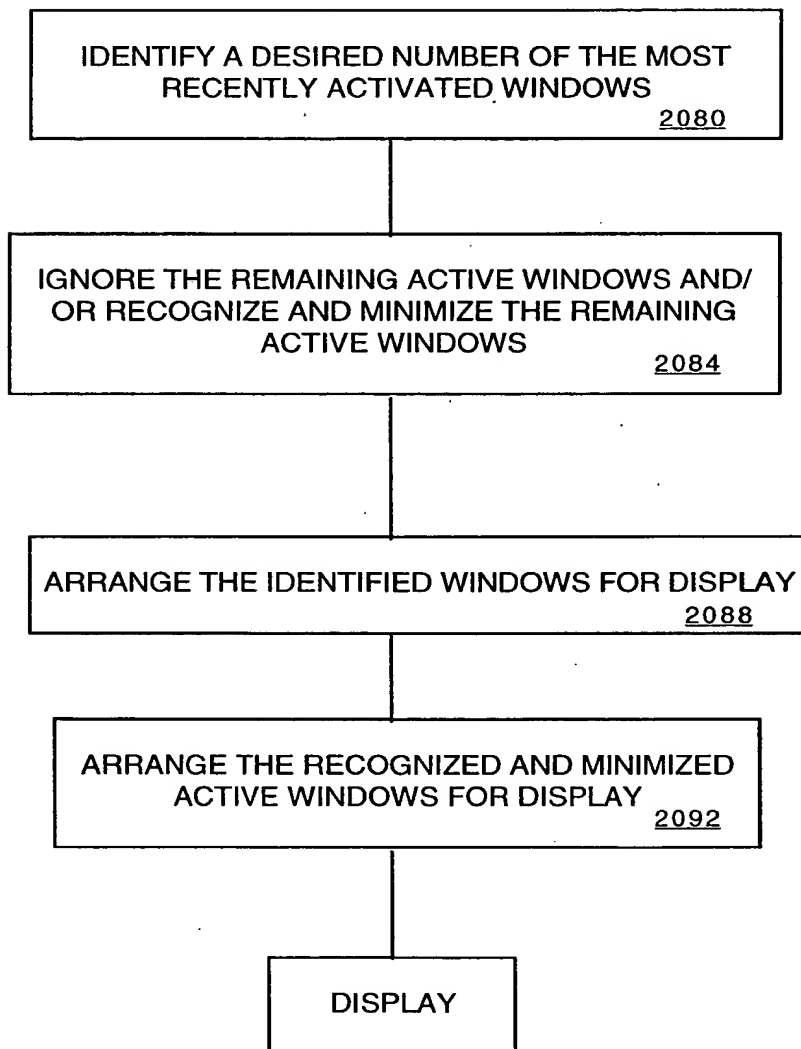 IDENTIFY A DESIRED NUMBER OF THE MOST
RECENTLY ACTIVATED WINDOWS
2080
IGNORE THE REMAINING ACTIVE WINDOWS AND/
OR RECOGNIZE AND MINIMIZE THE REMAINING
ACTIVE WINDOWS
2084
ARRANGE THE IDENTIFIED WINDOWS FOR DISPLAY
2088
ARRANGE THE RECOGNIZED AND MINIMIZED
ACTIVE WINDOWS FOR DISPLAY
2092
DISPLAY